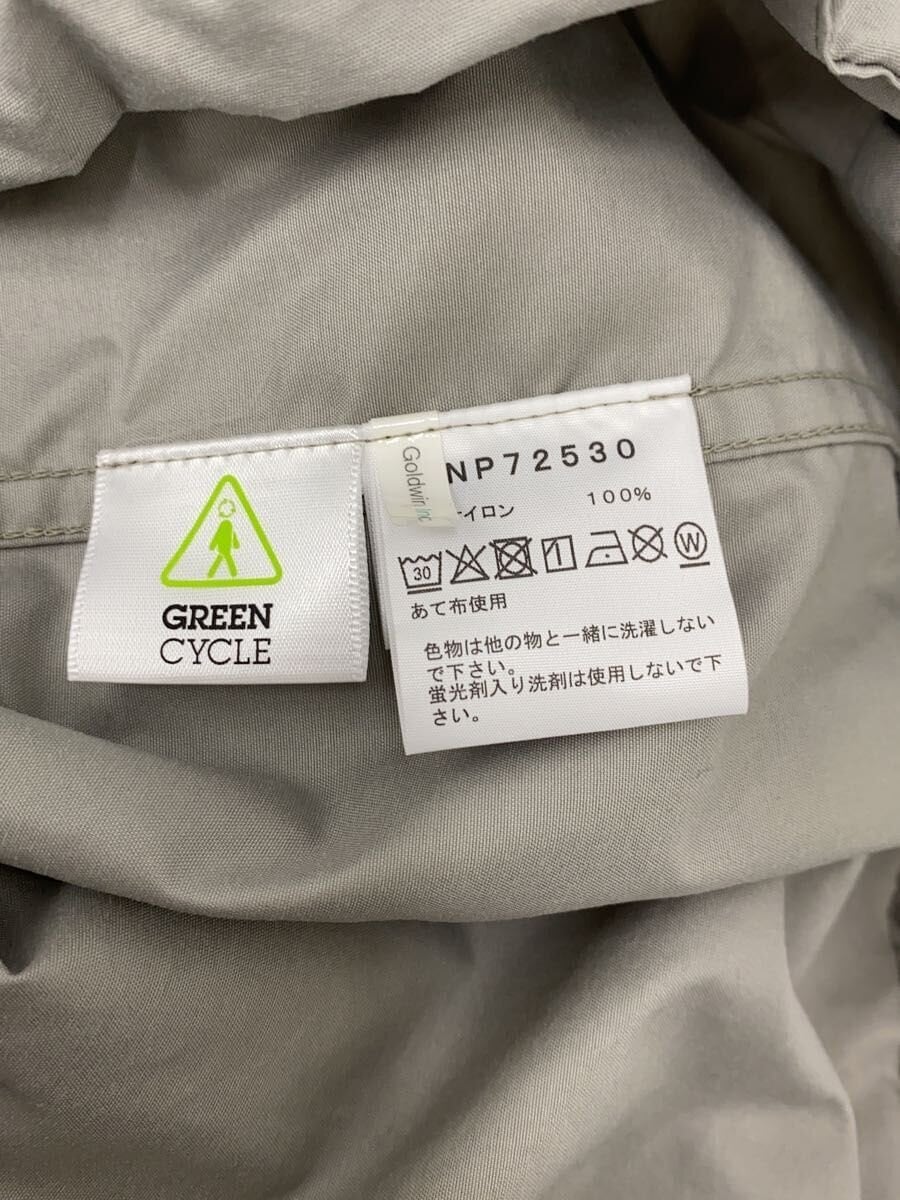 GREEN
CYCLE
Goldwin Inc
NP72530
イロン 100%
30
W
あて布使用
色物は他の物と一緒に洗濯しない
で下さい。
蛍光剤入り洗剤は使用しないで下
さい。